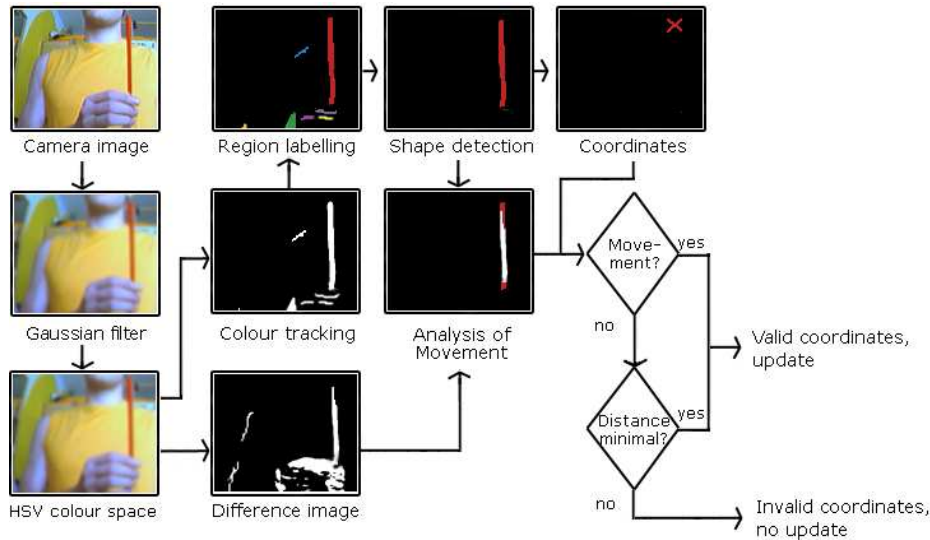 Camera image
Region labelling
Shape detection
Coordinates
Gaussian filter
Colour tracking
Analysis of
Movement
Move-
ment?
yes
no
Valid coordinates,
update
HSV colour space
Difference image
Distance
minimal?
yes
no
Invalid coordinates,
no update